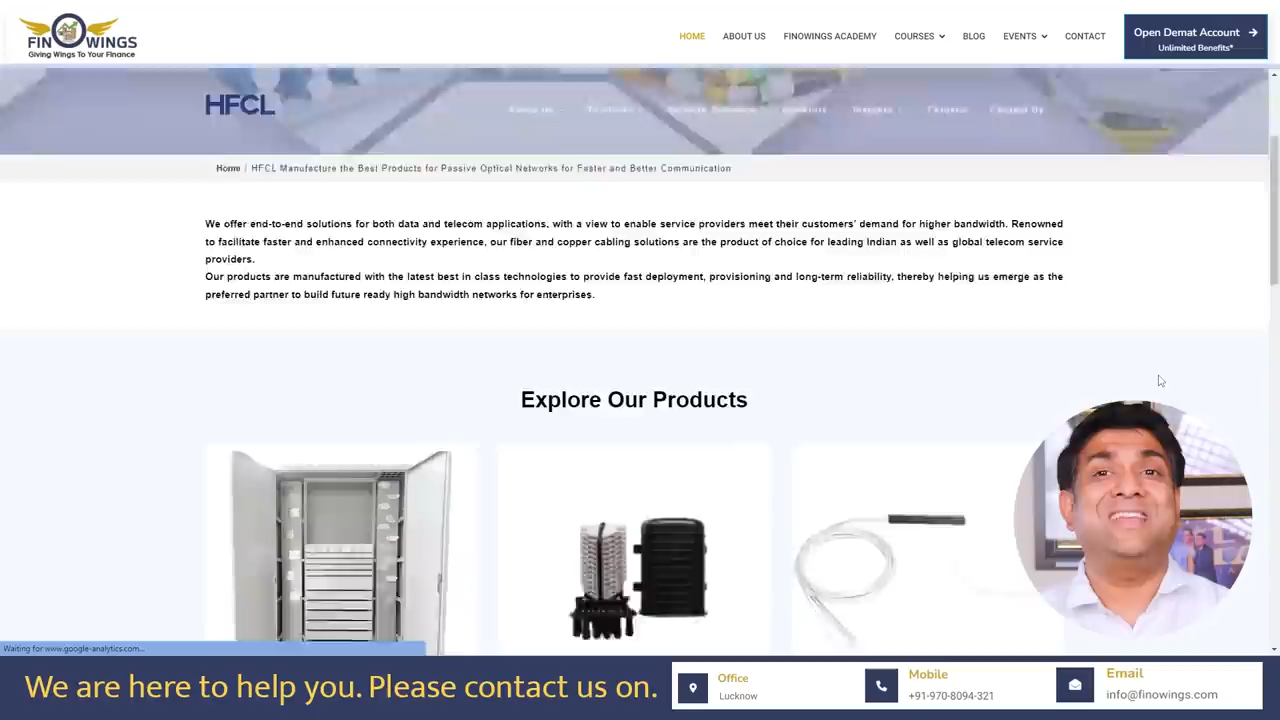 FINOWINGS
Giving Wings To Your Finance
HOME
ABOUT US
FINOWINGS ACADEMY
COURSES
BLOG
EVENTS
CONTACT
Open Demat Account
Unlimited Benefits*
HFCL
Home / HFCL Manufacture the Best Products for Passive Optical Networks for Faster and Better Communication
We offer end-to-end solutions for both data and telecom applications, with a view to enable service providers meet their customers' demand for higher bandwidth. Renowned
to facilitate faster and enhanced connectivity experience, our fiber and copper cabling solutions are the product of choice for leading Indian as well as global telecom service
providers.
Our products are manufactured with the latest best in class technologies to provide fast deployment, provisioning and long-term reliability, thereby helping us emerge as the
preferred partner to build future ready high bandwidth networks for enterprises.
Explore Our Products
Waiting for www.google-analytics.com...
We are here to help you. Please contact us on.
Office
Lucknow
Mobile
+91-970-8094-321
Email
info@finowings.com